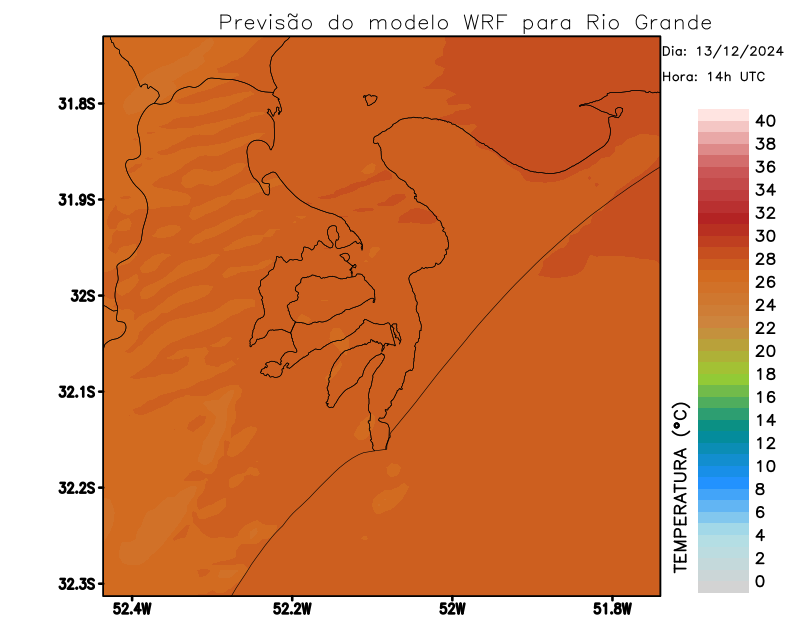 Previsão do modelo WRF para Rio Grande
Dia: 13/12/2024
Hora: 14h UTC
31.8S
31.9S
32S
32.1S
32.2S
32.3S
52.4W
52.2W
52W
51.8W
TEMPERATURA (°C)
40
38
36
34
32
30
28
26
24
22
20
18
16
14
12
10
8
6
4
2
0